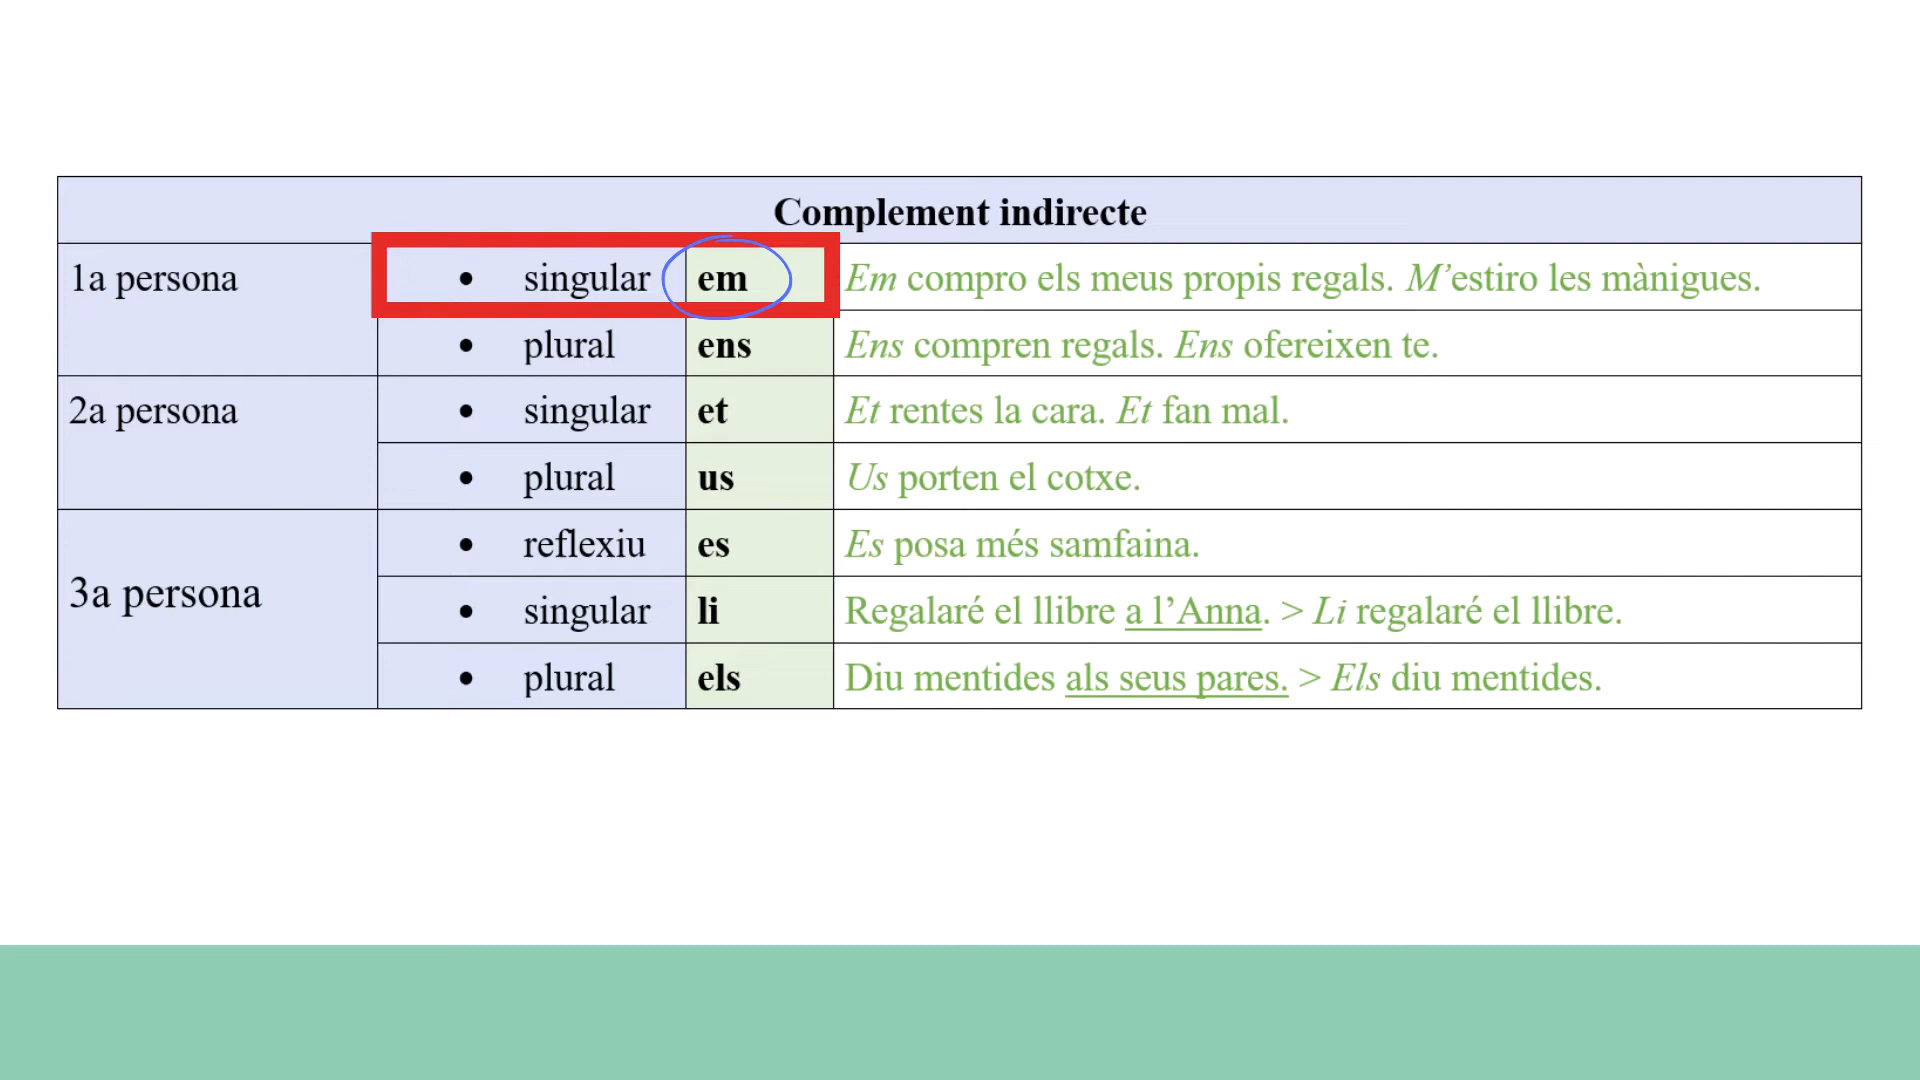 Complement indirecte
1a persona • singular em Em compro els meus propis regals. M’estiro les mànigues.
• plural ens Ens compren regals. Ens ofereixen te.
2a persona • singular et Et rentes la cara. Et fan mal.
• plural us Us porten el cotxe.
3a persona • reflexiu es Es posa més samfaina.
• singular li Regalaré el llibre a l’Anna. > Li regalaré el llibre.
• plural els Diu mentides als seus pares. > Els diu mentides.